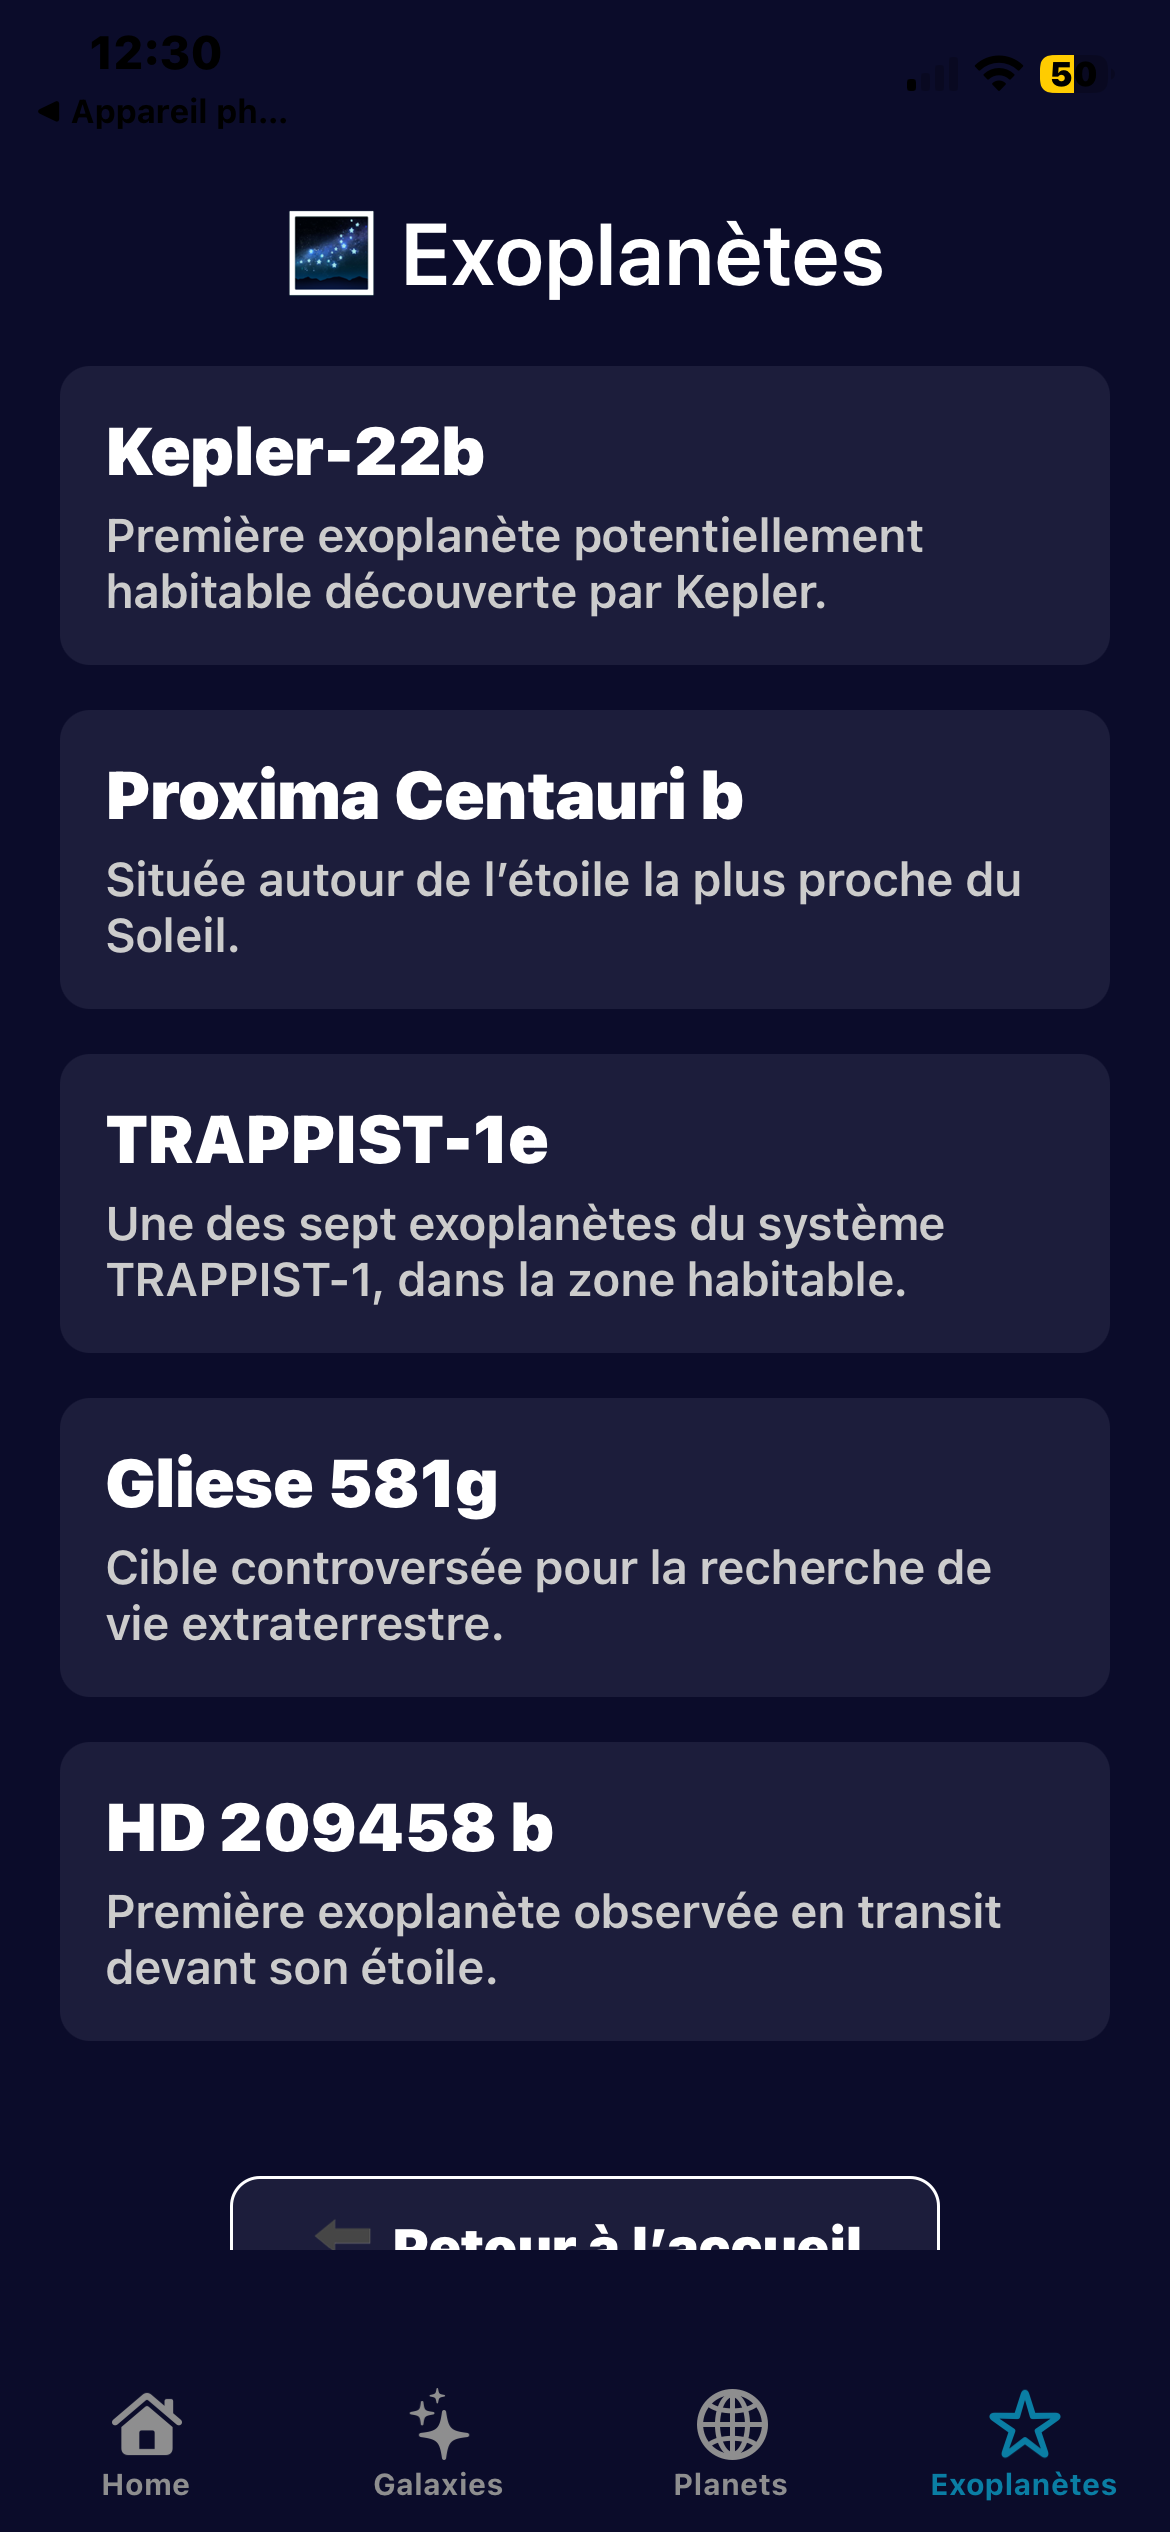 12:30
50
◀ Appareil ph...
Exoplanètes
Kepler-22b
Première exoplanète potentiellement
habitable découverte par Kepler.
Proxima Centauri b
Située autour de l’étoile la plus proche du
Soleil.
TRAPPIST-1e
Une des sept exoplanètes du système
TRAPPIST-1, dans la zone habitable.
Gliese 581g
Cible controversée pour la recherche de
vie extraterrestre.
HD 209458 b
Première exoplanète observée en transit
devant son étoile.
Retour à l’accueil
Home
Galaxies
Planets
Exoplanètes